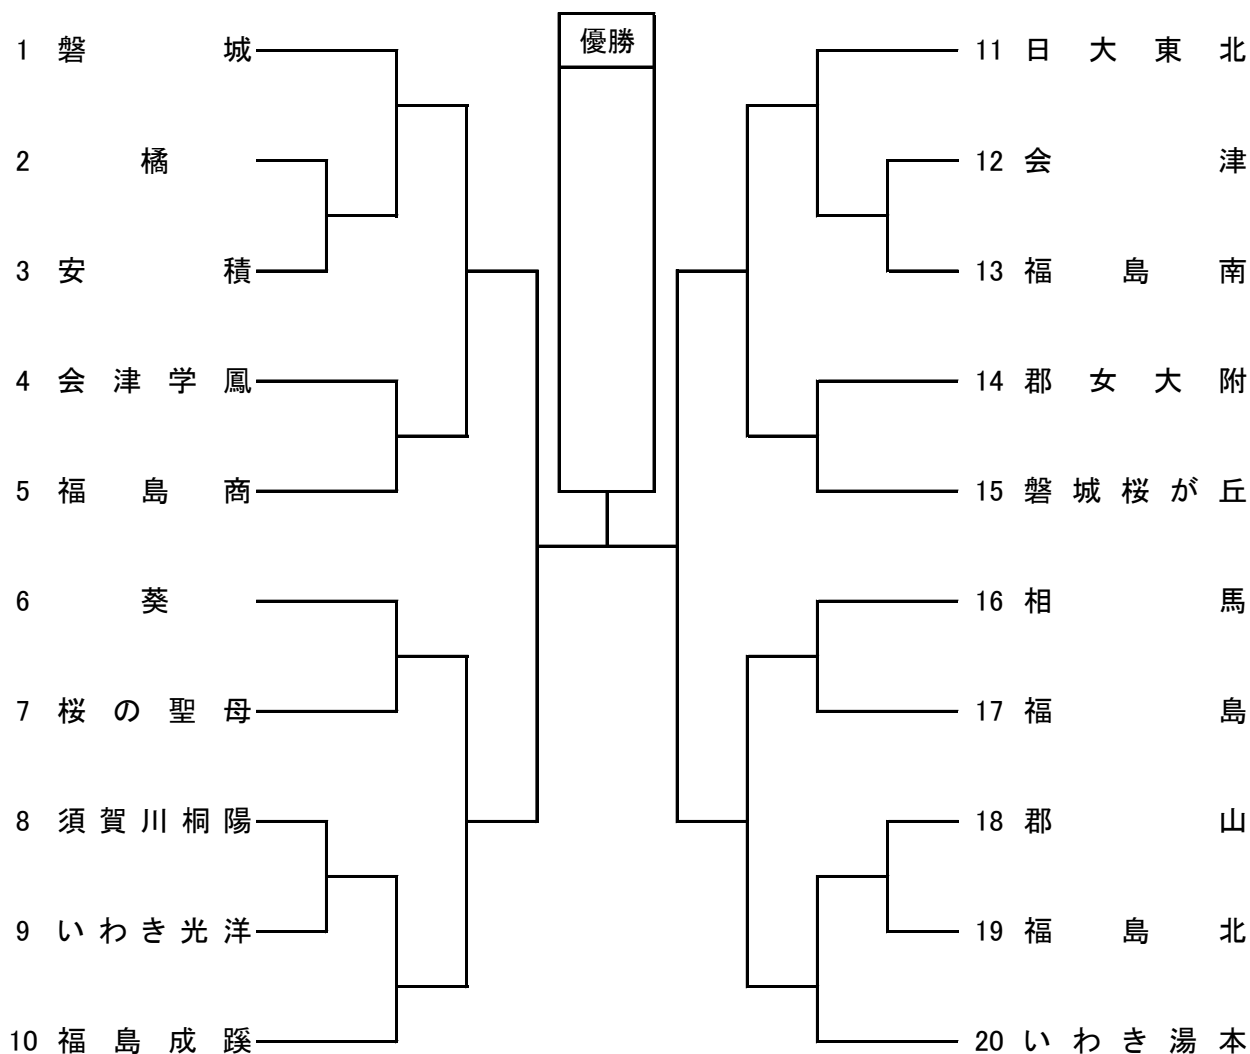 優勝
1 磐城
2 橘
3 安積
4 会津学鳳
5 福島商
6 葵
7 桜の聖母
8 須賀川桐陽
9 いわき光洋
10 福島成蹊
11 日大東北
12 会津
13 福島南
14 郡女大附
15 磐城桜が丘
16 相馬
17 福島
18 郡山
19 福島北
20 いわき湯本